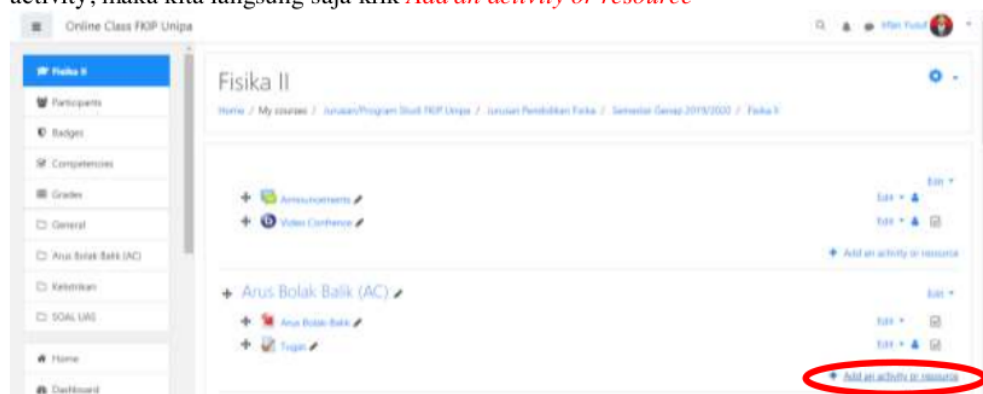 activity, maka kita langsung saja klik Add an activity or resource
Online Class FKIP Unipa
Irfan Yusuf
Fisika II
Participants
Badges
Competencies
Grades
General
Arus Bolak Balik (AC)
Kelistrikan
SOAL UAS
Home
Dashboard
Fisika II
Home / My courses / Jurusan/Program Studi FKIP Unipa / Jurusan Pendidikan Fisika / Semester Genap 2019/2020 / Fisika II
Edit
Announcements Edit
Video Conference Edit
Add an activity or resource
Arus Bolak Balik (AC) Edit
Arus Bolak Balik Edit
Tugas Edit
Add an activity or resource